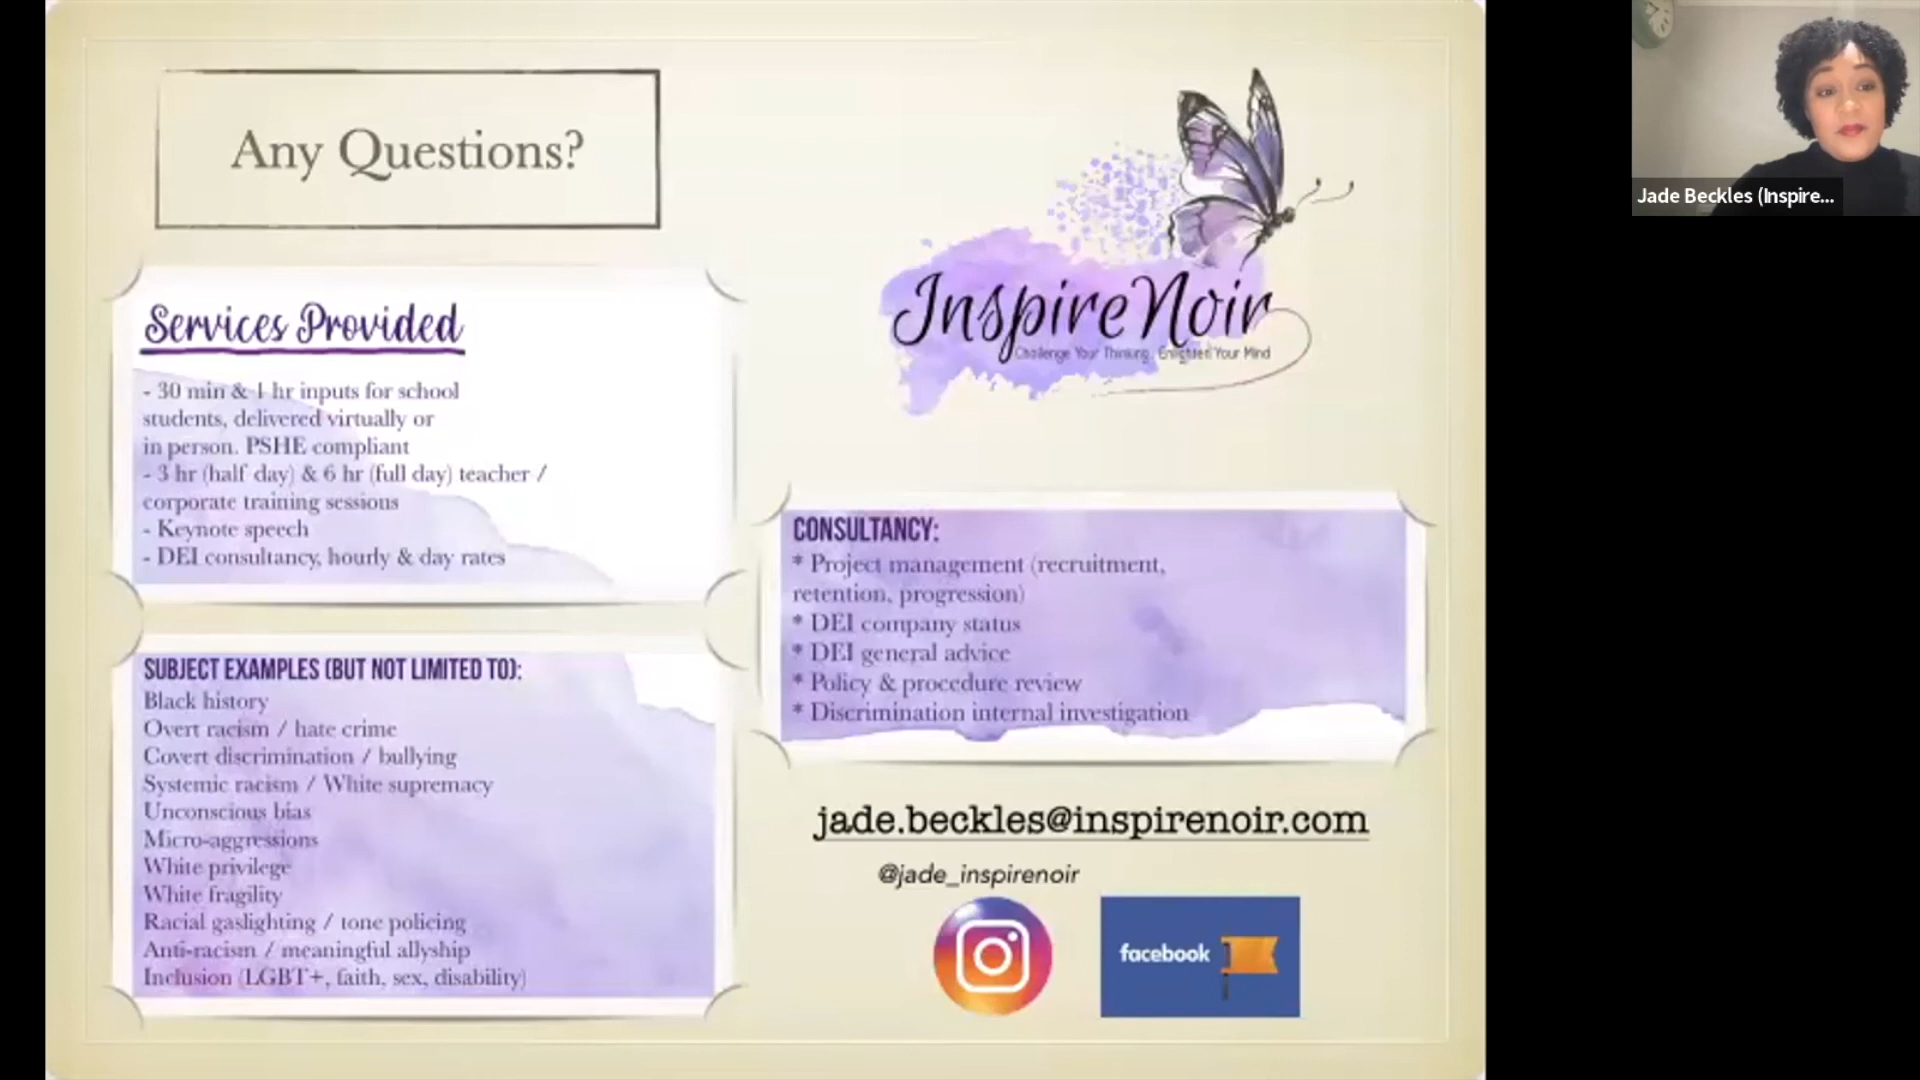 Any Questions?
Services Provided
- 30 min & 1 hr inputs for school
students, delivered virtually or
in person. PSHE compliant
- 3 hr (half day) & 6 hr (full day) teacher /
corporate training sessions
- Keynote speech
- DEI consultancy, hourly & day rates
SUBJECT EXAMPLES (BUT NOT LIMITED TO):
Black history
Overt racism / hate crime
Covert discrimination / bullying
Systemic racism / White supremacy
Unconscious bias
Micro-aggressions
White privilege
White fragility
Racial gaslighting / tone policing
Anti-racism / meaningful allyship
Inclusion (LGBT+, faith, sex, disability)
InspireNoir
Challenge Your Thinking, Enlighten Your Mind
CONSULTANCY:
* Project management (recruitment,
retention, progression)
* DEI company status
* DEI general advice
* Policy & procedure review
* Discrimination internal investigation
jade.beckles@inspirenoir.com
@jade_inspirenoir
facebook
Jade Beckles (Inspire...